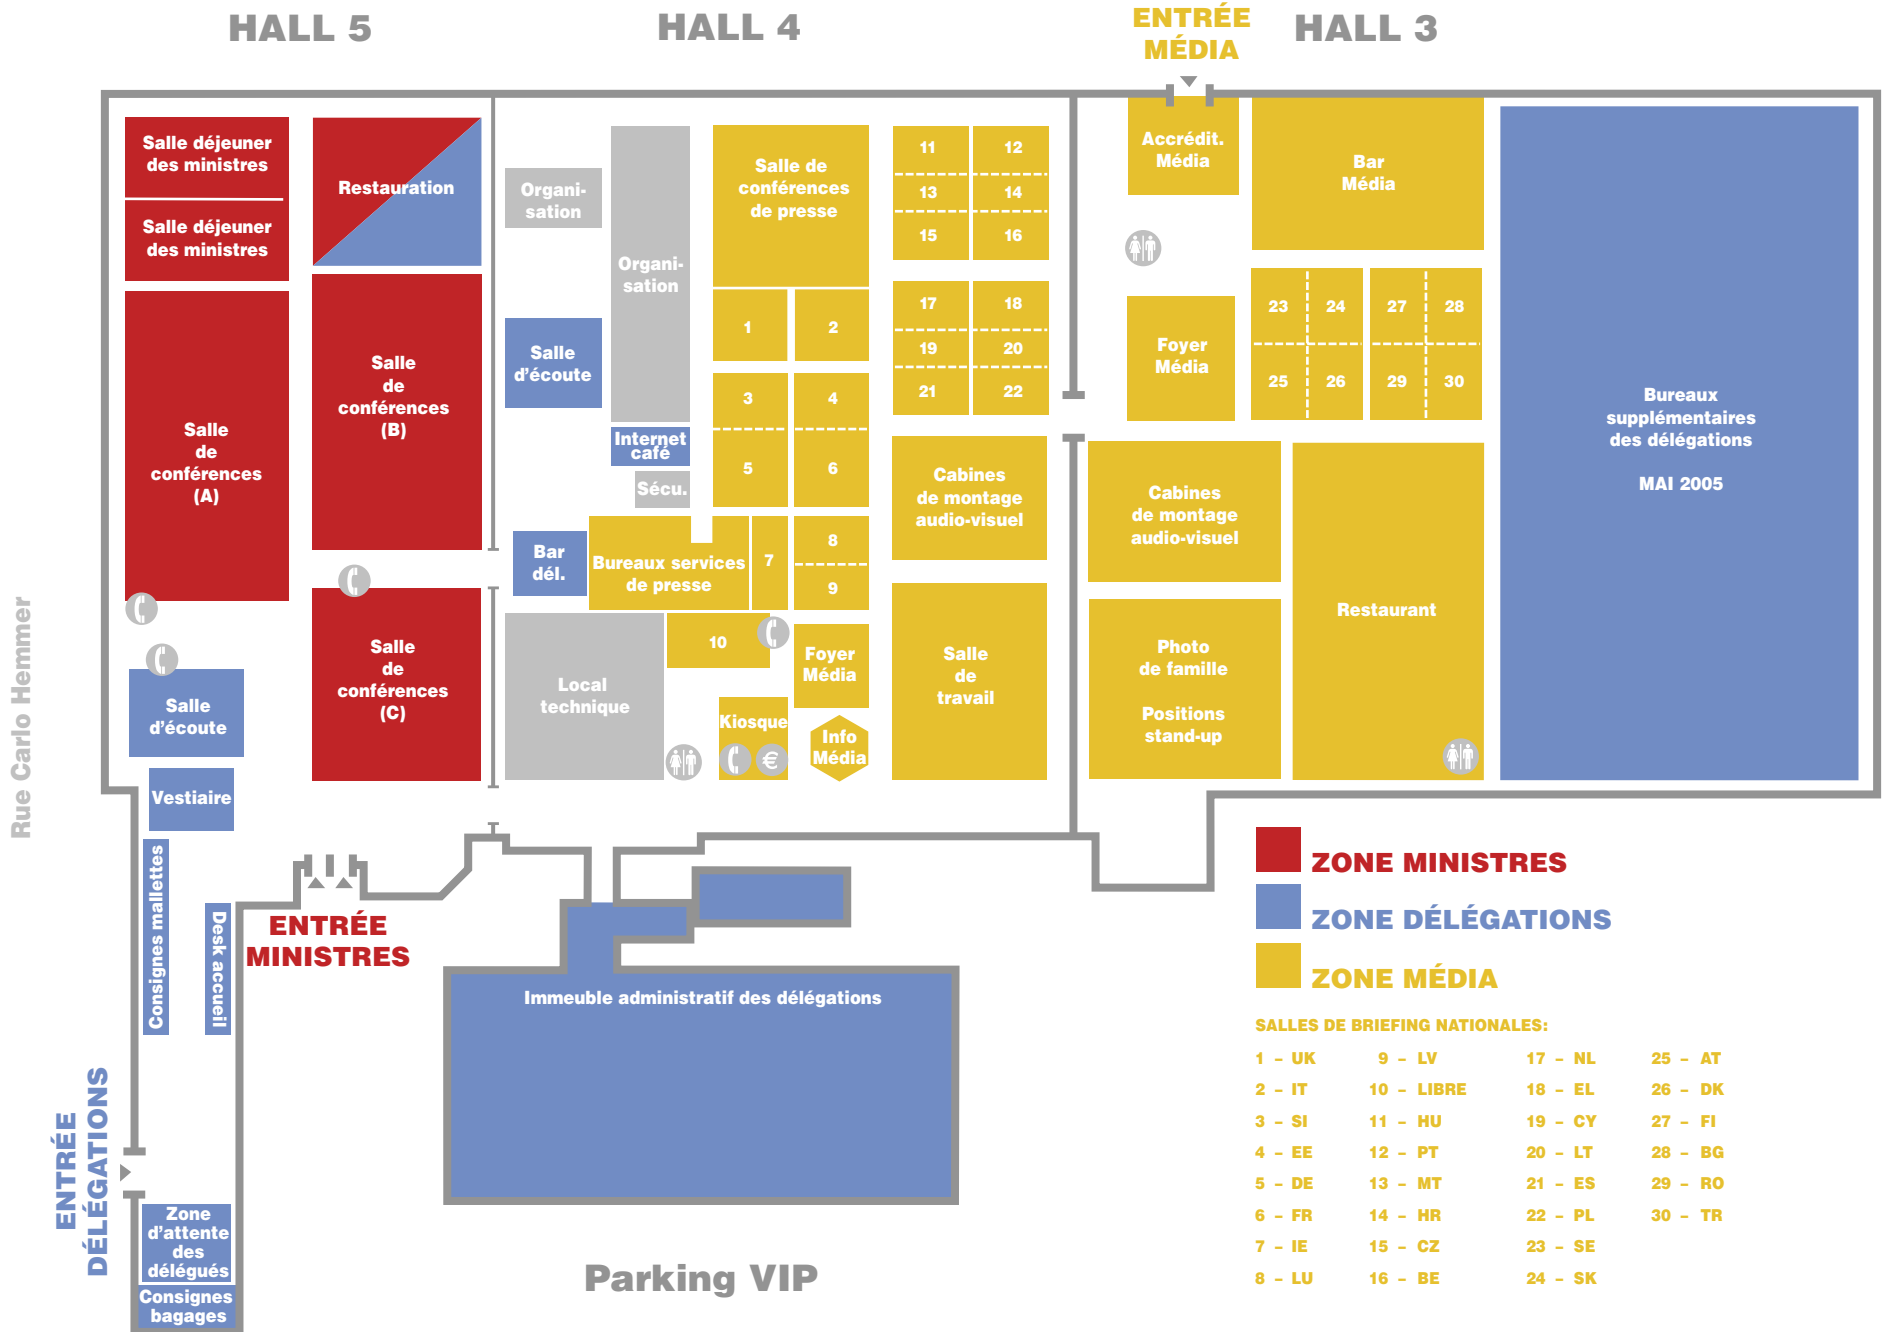 HALL 5
HALL 4
ENTRÉE
MÉDIA
HALL 3
Salle déjeuner
des ministres
Salle déjeuner
des ministres
Restauration
Salle
de
conférences
(A)
Salle
de
conférences
(B)
Salle
de
conférences
(C)
Salle
d'écoute
Vestiaire
Consignes mallettes
Desk accueil
ENTRÉE
MINISTRES
Rue Carlo Hemmer
ENTRÉE
DÉLÉGATIONS
Zone
d'attente
des
délégués
Consignes
bagages
Organi-
sation
Organi-
sation
Salle
d'écoute
Internet
café
Sécu.
Bar
dél.
Bureaux services
de presse
Local
technique
Salle de
conférences
de presse
1
2
3
4
5
6
7
8
9
10
Foyer
Média
Kiosque
€
Info
Média
11
12
13
14
15
16
17
18
19
20
21
22
Cabines
de montage
audio-visuel
Salle
de
travail
Accrédit.
Média
Bar
Média
Foyer
Média
23
24
27
28
25
26
29
30
Cabines
de montage
audio-visuel
Photo
de famille
Positions
stand-up
Restaurant
Bureaux
supplémentaires
des délégations
MAI 2005
Immeuble administratif des délégations
Parking VIP
ZONE MINISTRES
ZONE DÉLÉGATIONS
ZONE MÉDIA
SALLES DE BRIEFING NATIONALES:
1 – UK
2 – IT
3 – SI
4 – EE
5 – DE
6 – FR
7 – IE
8 – LU
9 – LV
10 – LIBRE
11 – HU
12 – PT
13 – MT
14 – HR
15 – CZ
16 – BE
17 – NL
18 – EL
19 – CY
20 – LT
21 – ES
22 – PL
23 – SE
24 – SK
25 – AT
26 – DK
27 – FI
28 – BG
29 – RO
30 – TR